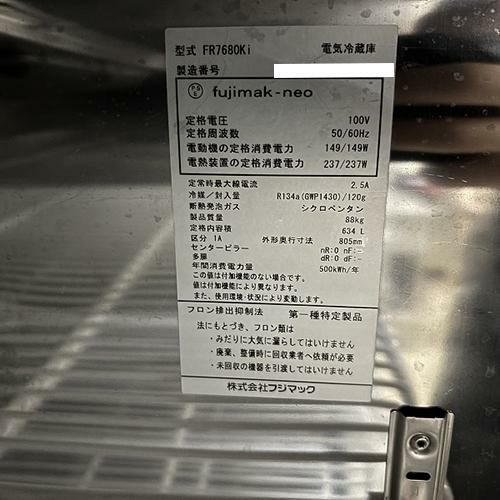 型式 FR7680Ki 電気冷蔵庫
製造番号
PSE fujimak-neo
定格電圧 100V
定格周波数 50/60Hz
電動機の定格消費電力 149/149W
電熱装置の定格消費電力 237/237W
定常時最大線電流 2.5A
冷媒/封入量 R134a(GWP1430)/120g
断熱発泡ガス シクロペンタン
製品質量 88kg
定格内容積 634 L
区分 1A 外形奥行寸法 805mm
センターピラー nR:0 nF:-
多扉 dR:0 dF:-
年間消費電力量 500kWh/年
この値は付加機能のない場合です。
値は付加機能により異なります。
また、使用環境・状況により変動します。
フロン排出抑制法 第一種特定製品
法にもとづき、フロン類は
・みだりに大気に漏らしてはいけません
・廃棄、整備時に回収業者へ依頼が必要
・未回収の機器を引渡してはいけません
株式会社フジマック